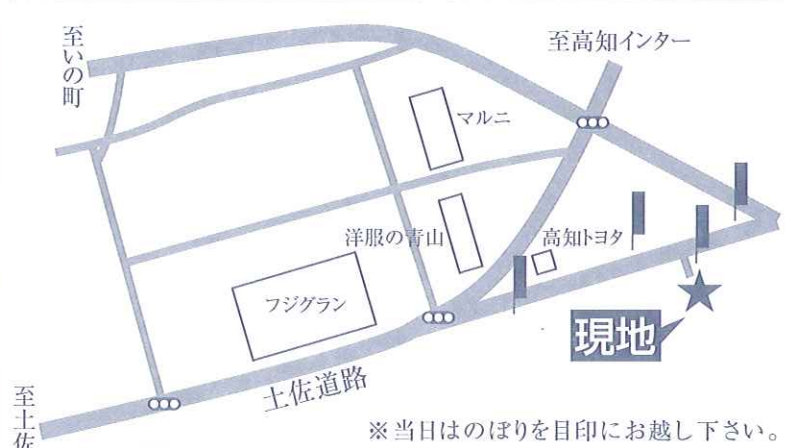 至いの町
至高知インター
マルニ
洋服の青山
高知トヨタ
フジグラン
現地
土佐道路
至土佐
※当日はのぼりを目印にお越し下さい。